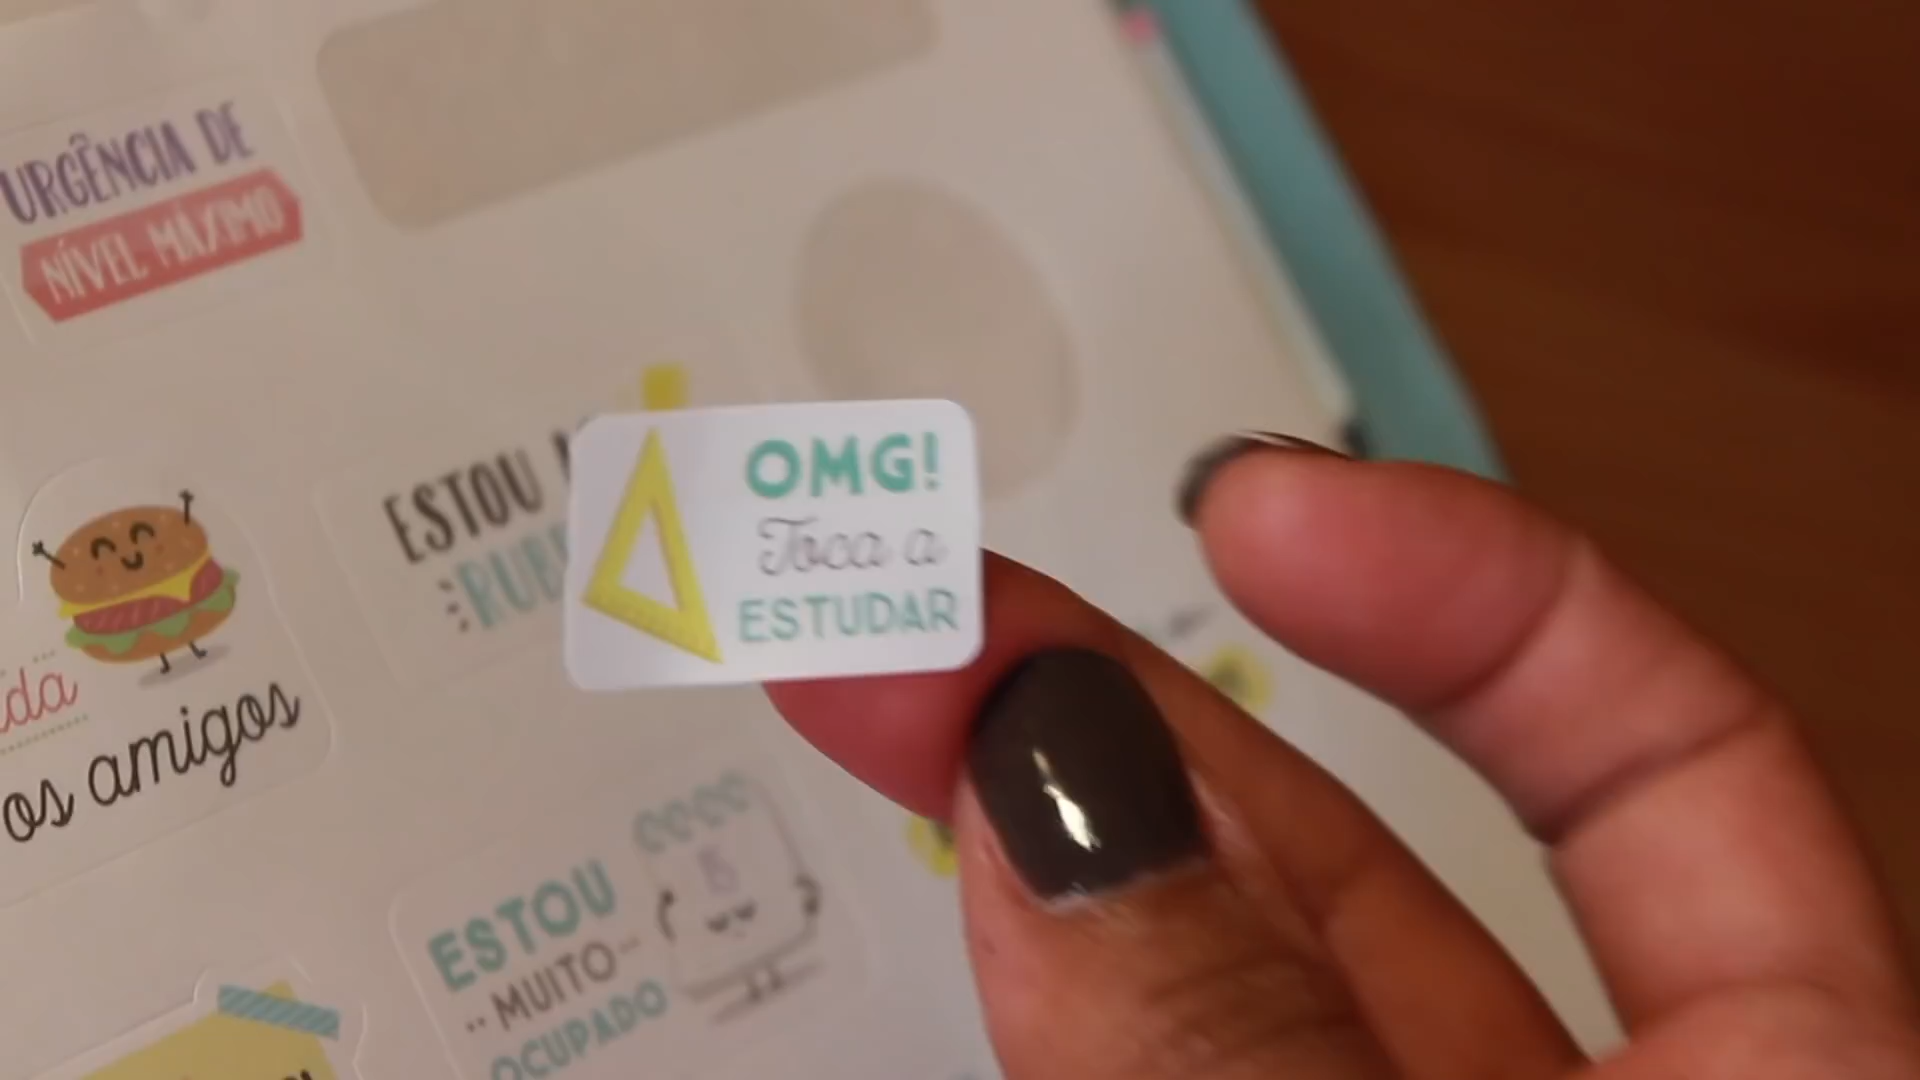 URGÊNCIA DE
NÍVEL MÁXIMO
OMG!
Toca a
ESTUDAR
ESTOU
os amigos
ESTOU
MUITO
OCUPADO